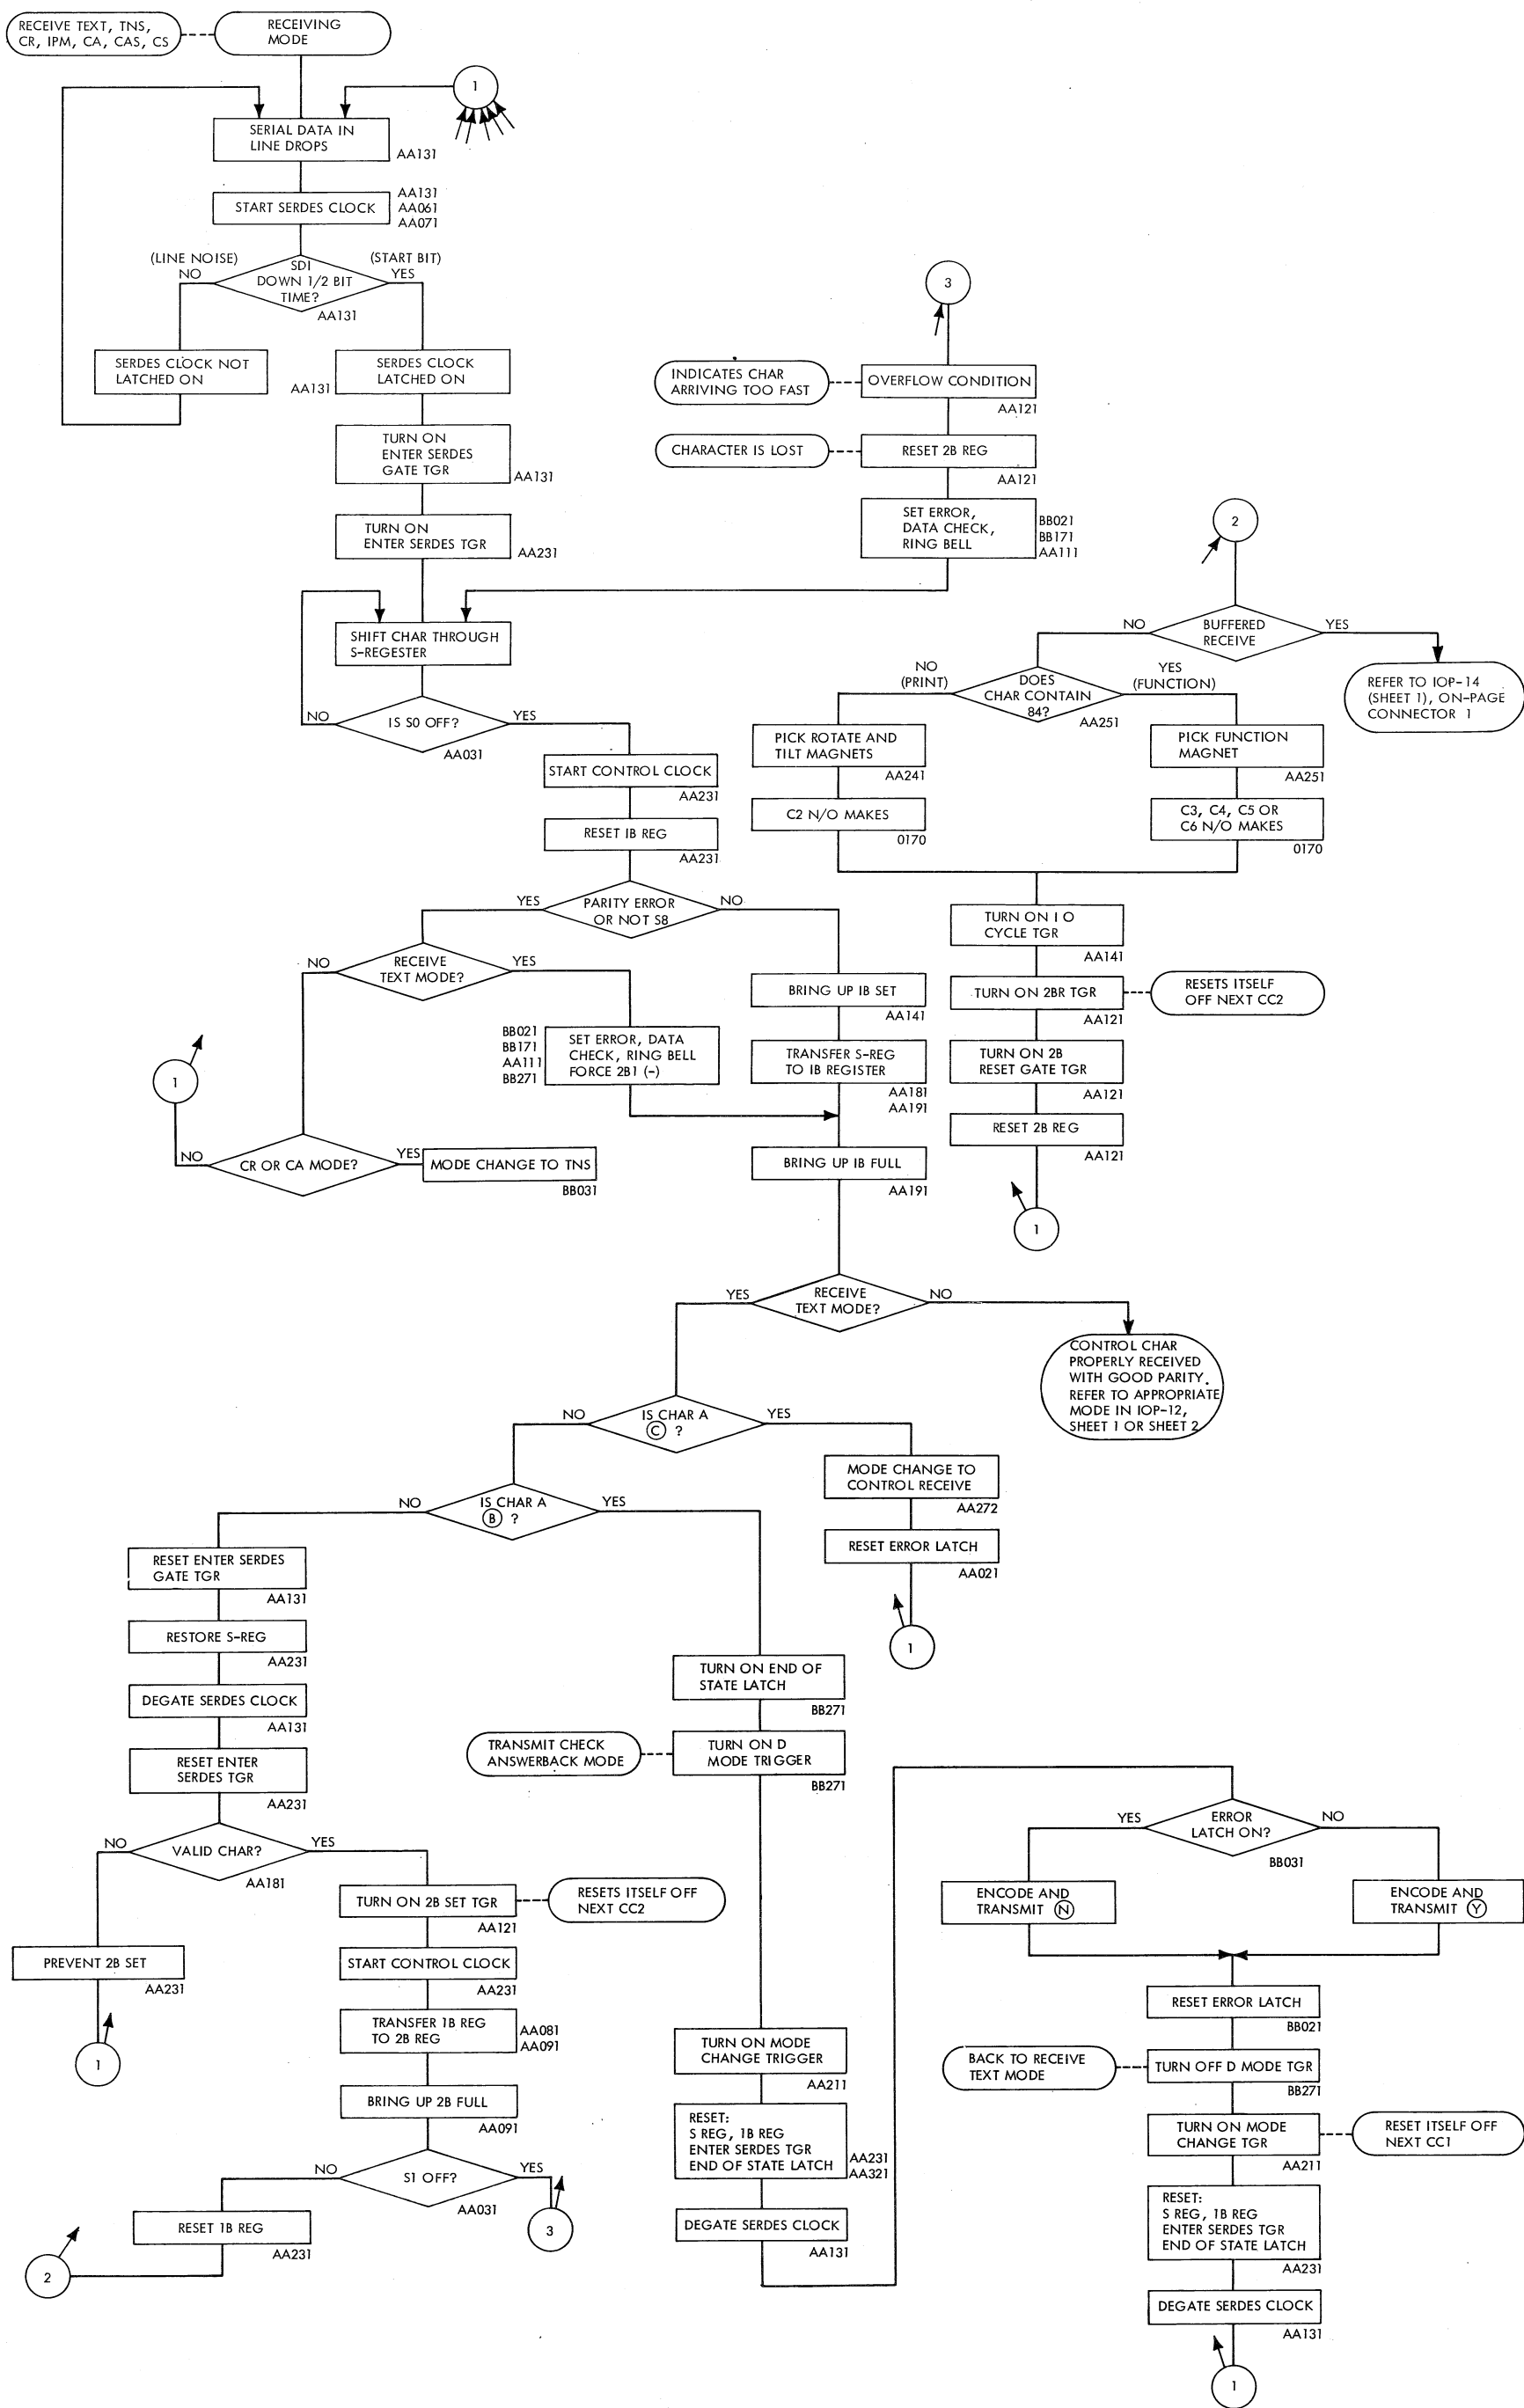 RECEIVE TEXT, TNS,
CR, IPM, CA, CAS, CS
RECEIVING
MODE
1
SERIAL DATA IN
LINE DROPS
AA131
START SERDES CLOCK
AA131
AA061
AA071
(LINE NOISE)
NO
(START BIT)
YES
SDI
DOWN 1/2 BIT
TIME?
AA131
SERDES CLOCK NOT
LATCHED ON
SERDES CLOCK
LATCHED ON
AA131
TURN ON
ENTER SERDES
GATE TGR
AA131
TURN ON
ENTER SERDES TGR
AA231
3
INDICATES CHAR
ARRIVING TOO FAST
OVERFLOW CONDITION
AA121
CHARACTER IS LOST
RESET 2B REG
AA121
SET ERROR,
DATA CHECK,
RING BELL
BB021
BB171
AA111
SHIFT CHAR THROUGH
S-REGESTER
NO
IS S0 OFF?
YES
AA031
START CONTROL CLOCK
AA231
RESET IB REG
AA231
YES
PARITY ERROR
OR NOT S8
NO
NO
RECEIVE
TEXT MODE?
YES
BB021
BB171
AA111
BB271
SET ERROR, DATA
CHECK, RING BELL
FORCE 2B1 (-)
BRING UP IB SET
AA141
TRANSFER S-REG
TO IB REGISTER
AA181
AA191
BRING UP IB FULL
AA191
1
NO
CR OR CA MODE?
YES
MODE CHANGE TO TNS
BB031
2
NO
BUFFERED
RECEIVE
YES
REFER TO IOP-14
(SHEET 1), ON-PAGE
CONNECTOR 1
NO
(PRINT)
DOES
CHAR CONTAIN
84?
YES
(FUNCTION)
AA251
PICK ROTATE AND
TILT MAGNETS
AA241
PICK FUNCTION
MAGNET
AA251
C2 N/O MAKES
0170
C3, C4, C5 OR
C6 N/O MAKES
0170
TURN ON I O
CYCLE TGR
AA141
TURN ON 2BR TGR
AA121
RESETS ITSELF
OFF NEXT CC2
TURN ON 2B
RESET GATE TGR
AA121
RESET 2B REG
AA121
1
YES
RECEIVE
TEXT MODE?
NO
CONTROL CHAR
PROPERLY RECEIVED
WITH GOOD PARITY.
REFER TO APPROPRIATE
MODE IN IOP-12,
SHEET 1 OR SHEET 2
NO
IS CHAR A
Ⓒ ?
YES
MODE CHANGE TO
CONTROL RECEIVE
AA272
RESET ERROR LATCH
AA021
1
NO
IS CHAR A
Ⓑ ?
YES
RESET ENTER SERDES
GATE TGR
AA131
RESTORE S-REG
AA231
DEGATE SERDES CLOCK
AA131
RESET ENTER
SERDES TGR
AA231
NO
VALID CHAR?
YES
AA181
PREVENT 2B SET
AA231
1
TURN ON 2B SET TGR
AA121
RESETS ITSELF OFF
NEXT CC2
START CONTROL CLOCK
AA231
TRANSFER 1B REG
TO 2B REG
AA081
AA091
BRING UP 2B FULL
AA091
NO
S1 OFF?
YES
AA031
RESET 1B REG
AA231
2
3
TURN ON END OF
STATE LATCH
BB271
TRANSMIT CHECK
ANSWERBACK MODE
TURN ON D
MODE TRIGGER
BB271
TURN ON MODE
CHANGE TRIGGER
AA211
RESET:
S REG, 1B REG
ENTER SERDES TGR
END OF STATE LATCH
AA231
AA321
DEGATE SERDES CLOCK
AA131
YES
ERROR
LATCH ON?
NO
BB031
ENCODE AND
TRANSMIT Ⓝ
ENCODE AND
TRANSMIT Ⓨ
RESET ERROR LATCH
BB021
BACK TO RECEIVE
TEXT MODE
TURN OFF D MODE TGR
BB271
TURN ON MODE
CHANGE TGR
AA211
RESET ITSELF OFF
NEXT CC1
RESET:
S REG, 1B REG
ENTER SERDES TGR
END OF STATE LATCH
AA231
DEGATE SERDES CLOCK
AA131
1